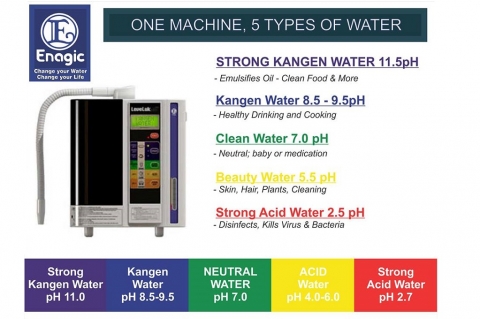 E
Enagic
Change your Water
Change your Life
ONE MACHINE, 5 TYPES OF WATER
STRONG KANGEN WATER 11.5pH
- Emulsifies Oil - Clean Food & More
Kangen Water 8.5 - 9.5pH
- Healthy Drinking and Cooking
Clean Water 7.0 pH
- Neutral; baby or medication
Beauty Water 5.5 pH
- Skin, Hair, Plants, Cleaning
Strong Acid Water 2.5 pH
- Disinfects, Kills Virus & Bacteria
LeveLuk
Strong
Kangen Water
pH 11.0
Kangen
Water
pH 8.5-9.5
NEUTRAL
WATER
pH 7.0
ACID
Water
pH 4.0-6.0
Strong
Acid Water
pH 2.7